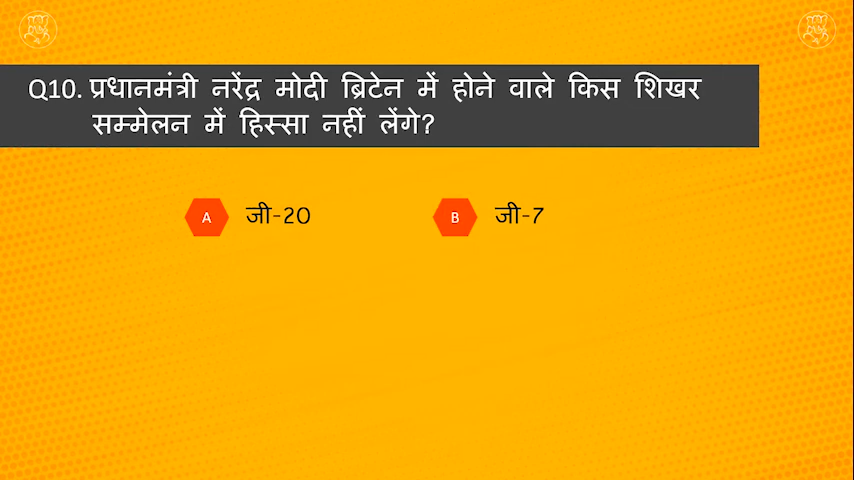 Q10. प्रधानमंत्री नरेंद्र मोदी ब्रिटेन में होने वाले किस शिखर
सम्मेलन में हिस्सा नहीं लेंगे?
A जी-20 B जी-7